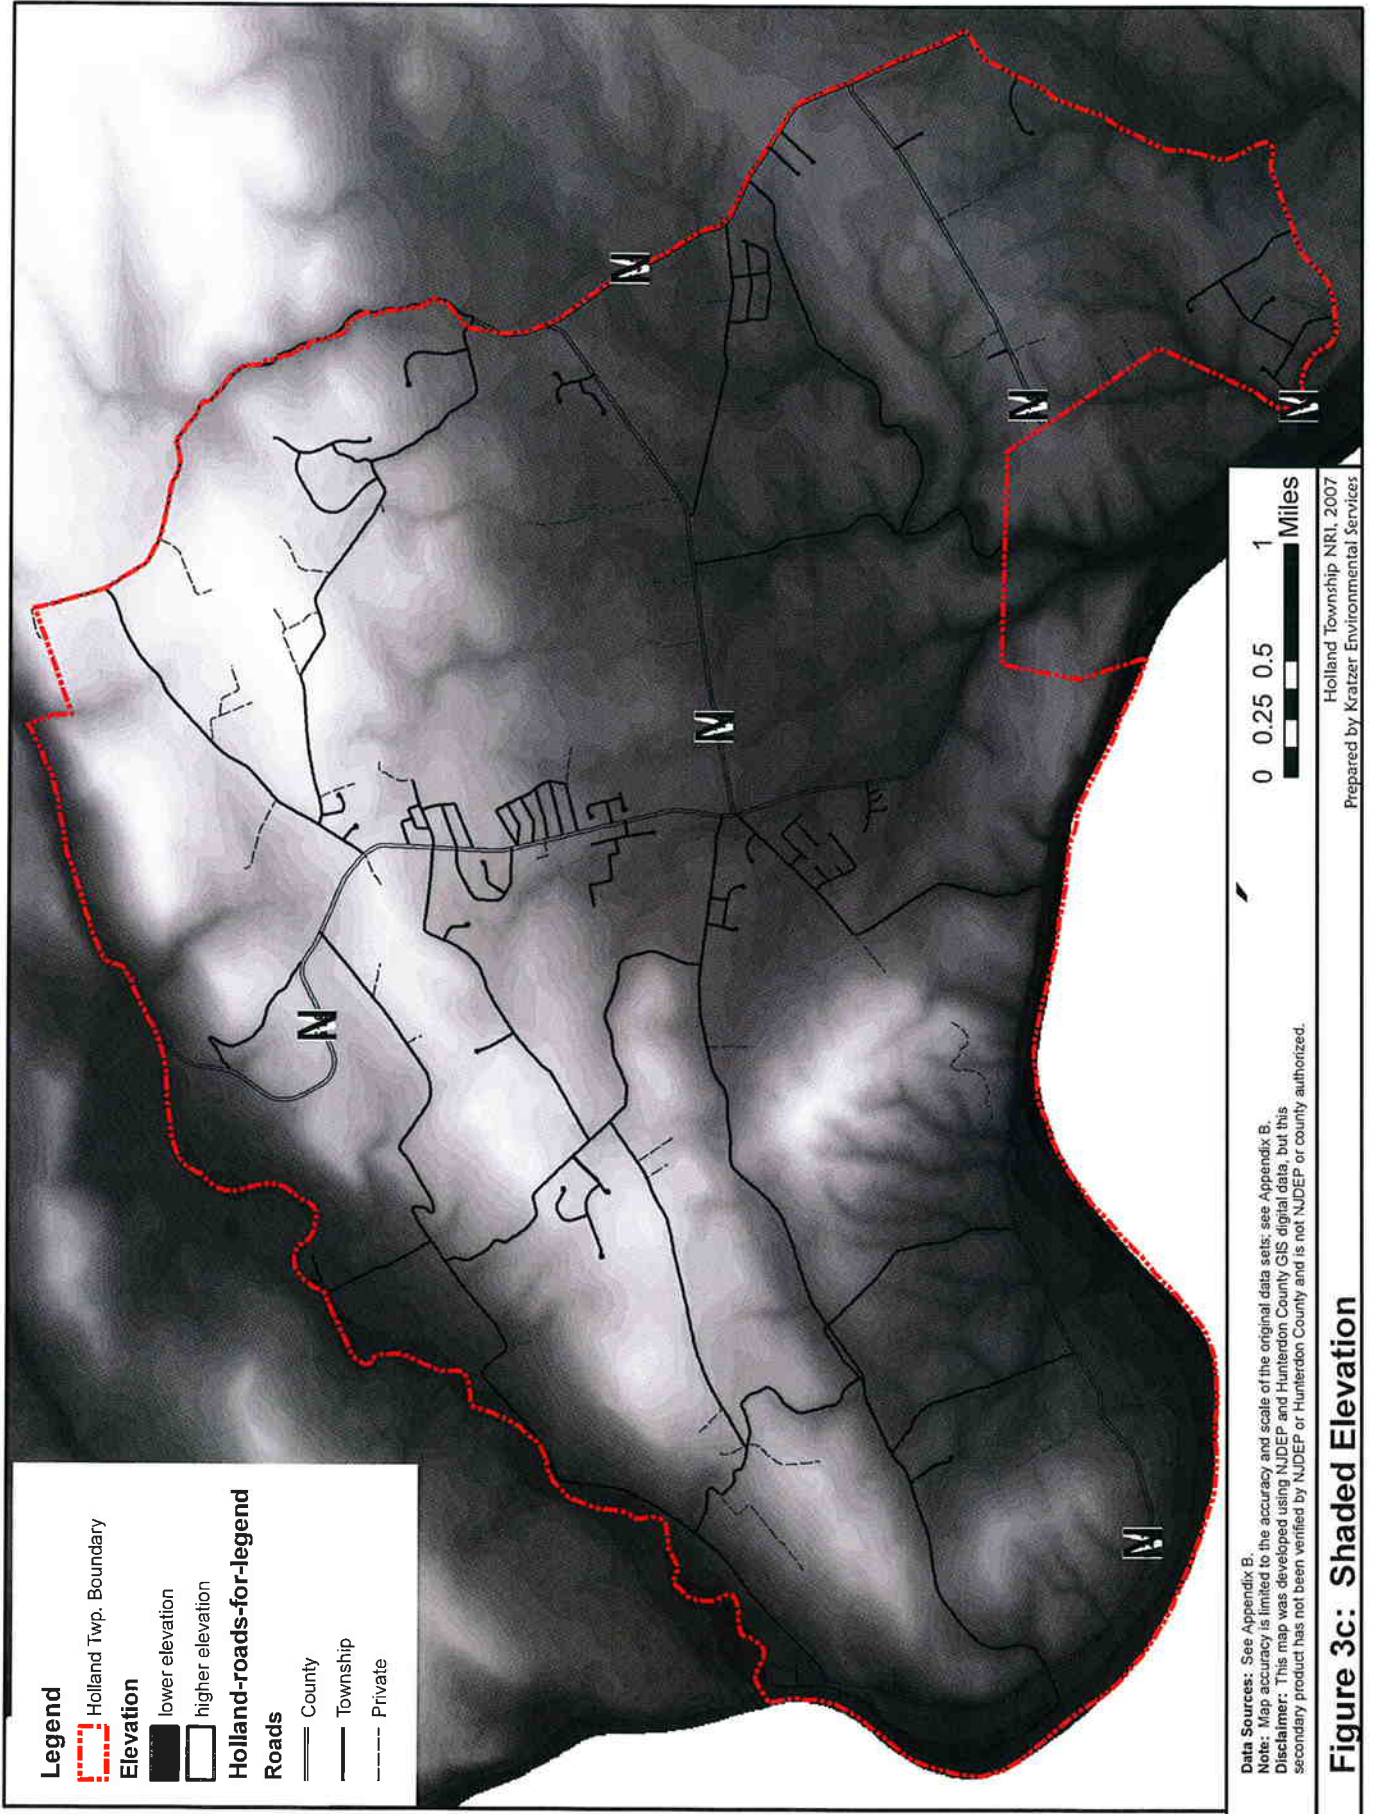 Legend
Holland Twp. Boundary
Elevation
lower elevation
higher elevation
Holland-roads-for-legend
Roads
County
Township
Private
N
N
N
N
N
N
0 0.25 0.5 1
Miles
Data Sources: See Appendix B.
Note: Map accuracy is limited to the accuracy and scale of the original data sets; see Appendix B.
Disclaimer: This map was developed using NJDEP and Hunterdon County GIS digital data, but this
secondary product has not been verified by NJDEP or Hunterdon County and is not NJDEP or county authorized.
Figure 3c: Shaded Elevation
Holland Township NRI, 2007
Prepared by Kratzer Environmental Services